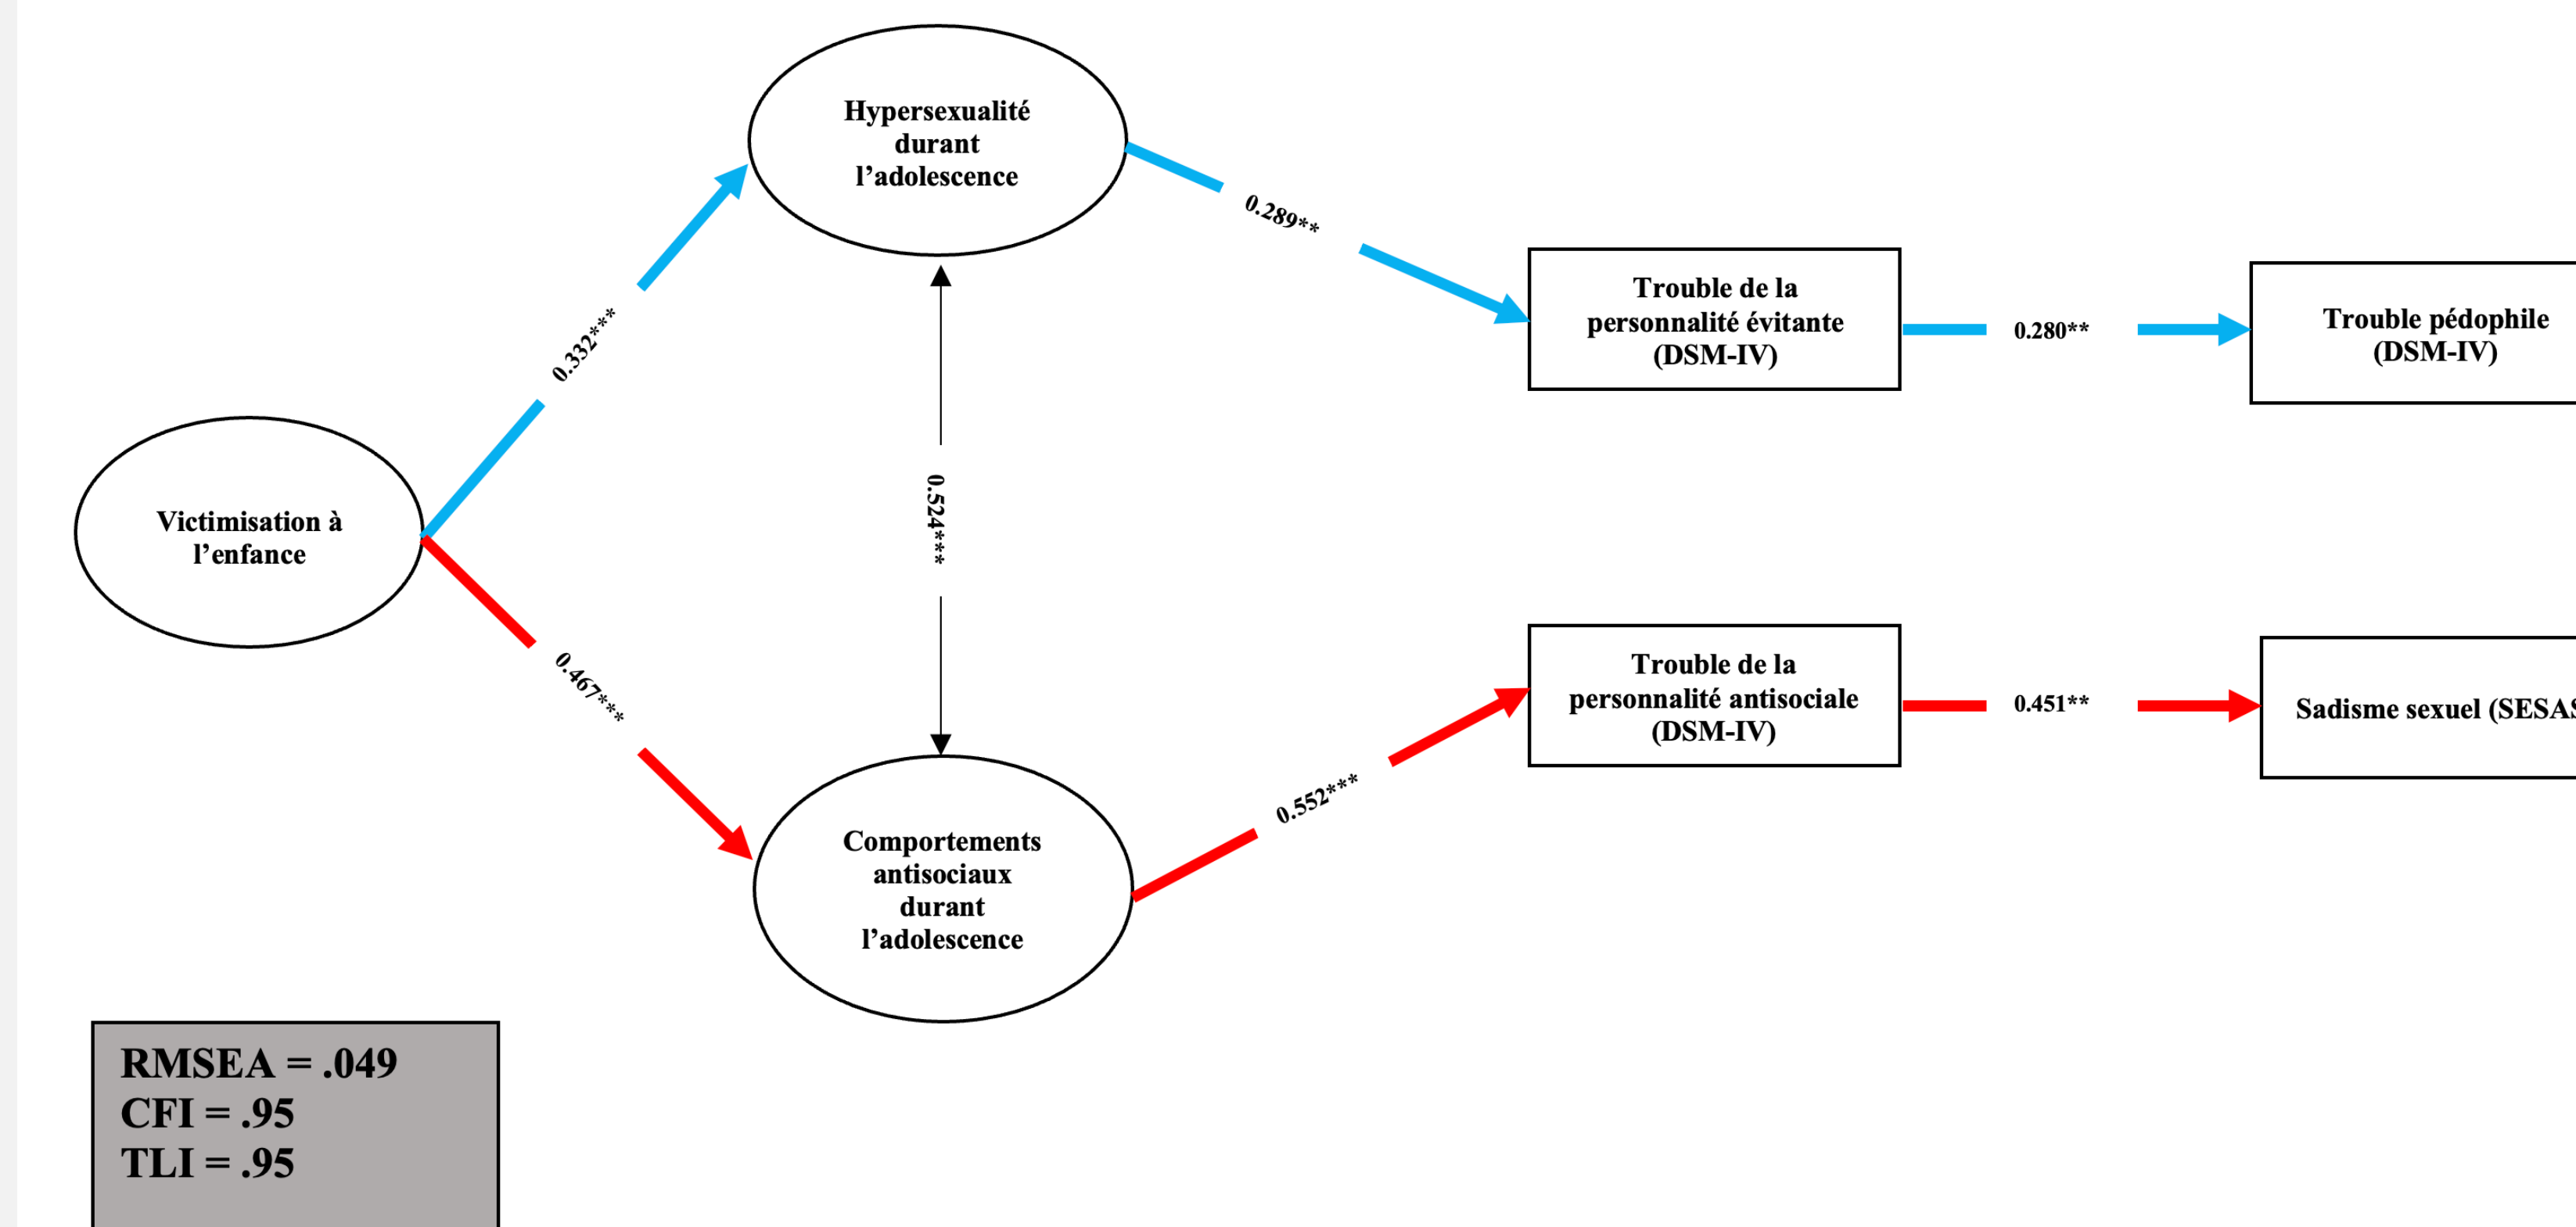 Hypersexualité
durant
l’adolescence
0.289**
0.332***
Trouble de la
personnalité évitante
(DSM-IV)
0.280**
Trouble pédophile
(DSM-IV)
Victimisation à
l’enfance
0.524***
0.467***
Trouble de la
personnalité antisociale
(DSM-IV)
0.451**
Sadisme sexuel (SESAS
0.552***
Comportements
antisociaux
durant
l’adolescence
RMSEA = .049
CFI = .95
TLI = .95